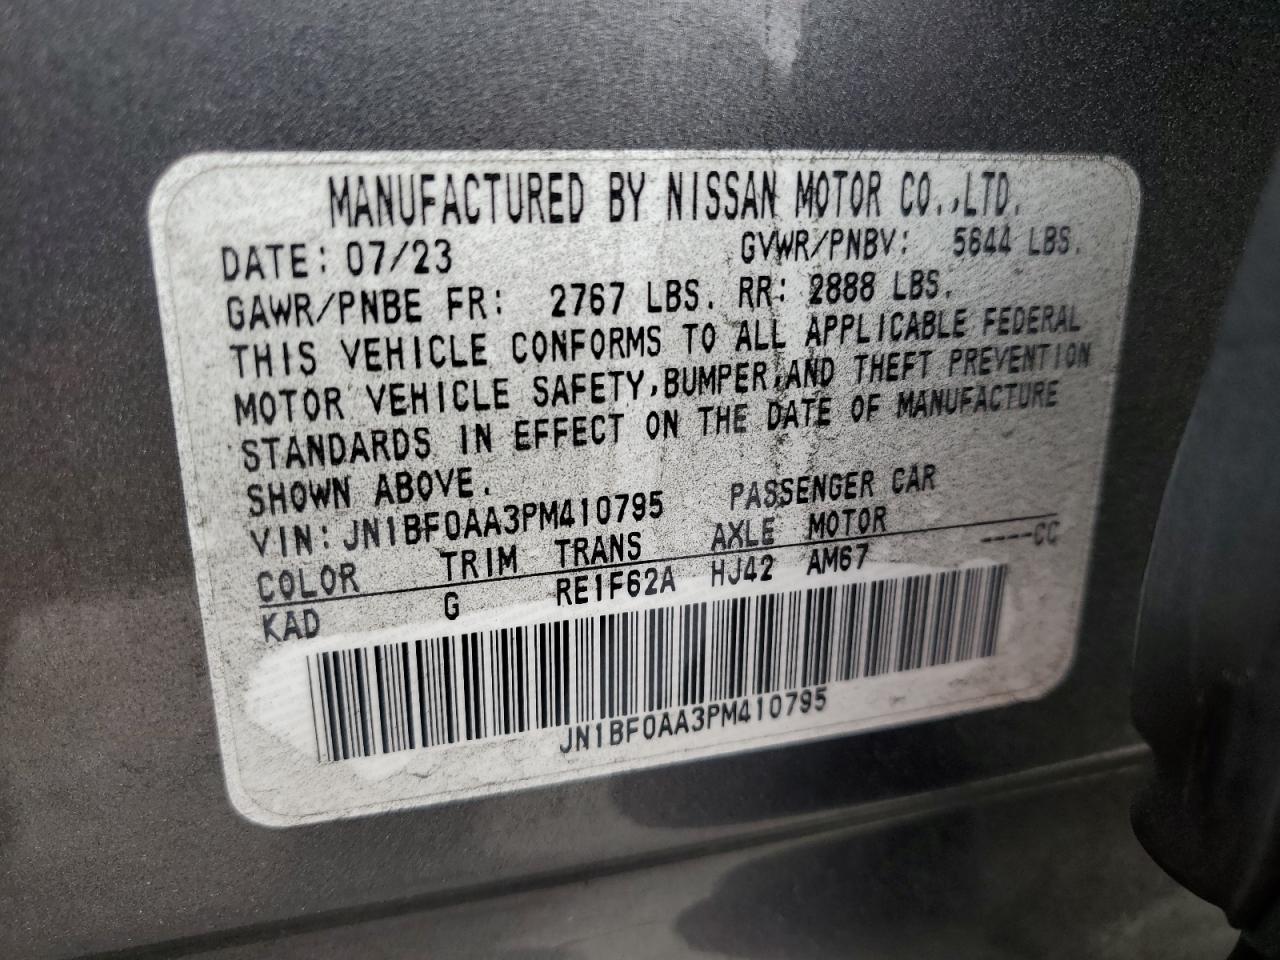 MANUFACTURED BY NISSAN MOTOR CO.,LTD.
DATE: 07/23 GVWR/PNBV: 5644 LBS.
GAWR/PNBE FR: 2767 LBS. RR: 2888 LBS.
THIS VEHICLE CONFORMS TO ALL APPLICABLE FEDERAL
MOTOR VEHICLE SAFETY,BUMPER,AND THEFT PREVENTION
STANDARDS IN EFFECT ON THE DATE OF MANUFACTURE
SHOWN ABOVE.
VIN: JN1BF0AA3PM410795 PASSENGER CAR
COLOR TRIM TRANS AXLE MOTOR
KAD G RE1F62A HJ42 AM67 ----CC
JN1BF0AA3PM410795